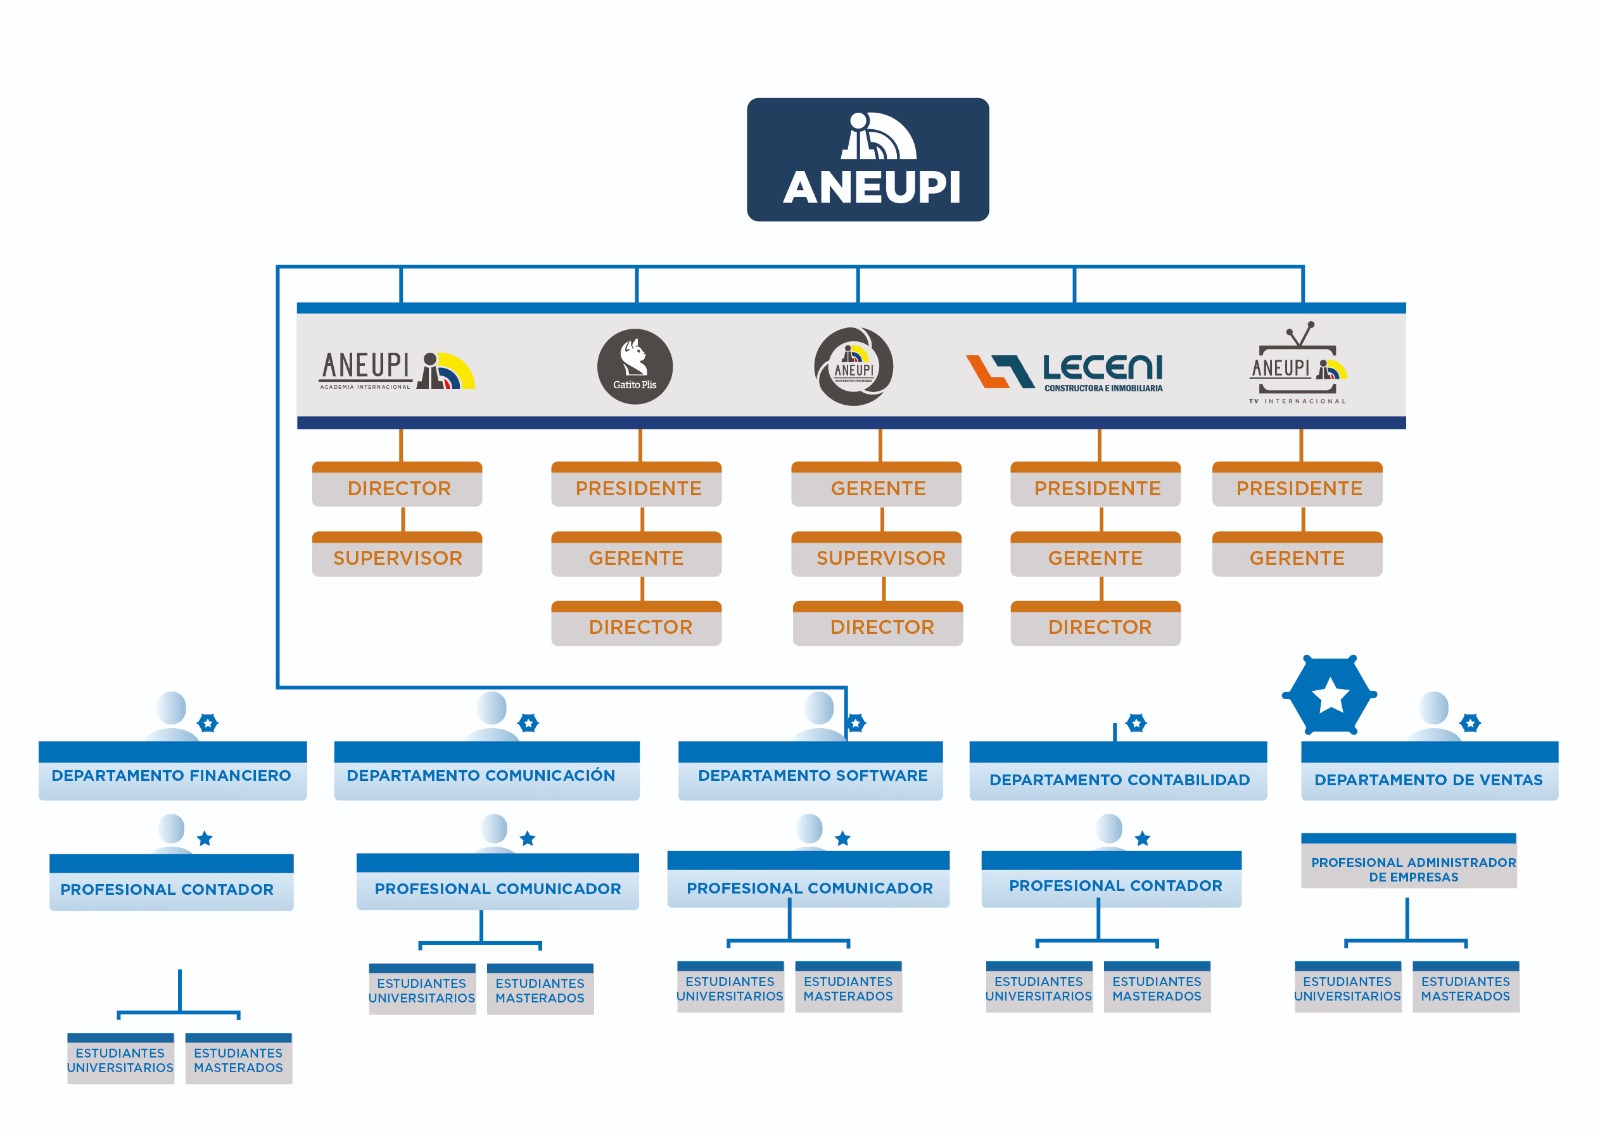 ANEUPI
ANEUPI
ACADEMIA INTERNACIONAL
Gatito Plis
ANEUPI
LECENI
CONSTRUCTORA E INMOBILIARIA
ANEUPI
TV INTERNACIONAL
DIRECTOR
PRESIDENTE
GERENTE
PRESIDENTE
PRESIDENTE
SUPERVISOR
GERENTE
SUPERVISOR
GERENTE
GERENTE
DIRECTOR
DIRECTOR
DIRECTOR
DEPARTAMENTO FINANCIERO
DEPARTAMENTO COMUNICACIÓN
DEPARTAMENTO SOFTWARE
DEPARTAMENTO CONTABILIDAD
DEPARTAMENTO DE VENTAS
PROFESIONAL CONTADOR
PROFESIONAL COMUNICADOR
PROFESIONAL COMUNICADOR
PROFESIONAL CONTADOR
PROFESIONAL ADMINISTRADOR
DE EMPRESAS
ESTUDIANTES
UNIVERSITARIOS
ESTUDIANTES
MASTERADOS
ESTUDIANTES
UNIVERSITARIOS
ESTUDIANTES
MASTERADOS
ESTUDIANTES
UNIVERSITARIOS
ESTUDIANTES
MASTERADOS
ESTUDIANTES
UNIVERSITARIOS
ESTUDIANTES
MASTERADOS
ESTUDIANTES
UNIVERSITARIOS
ESTUDIANTES
MASTERADOS